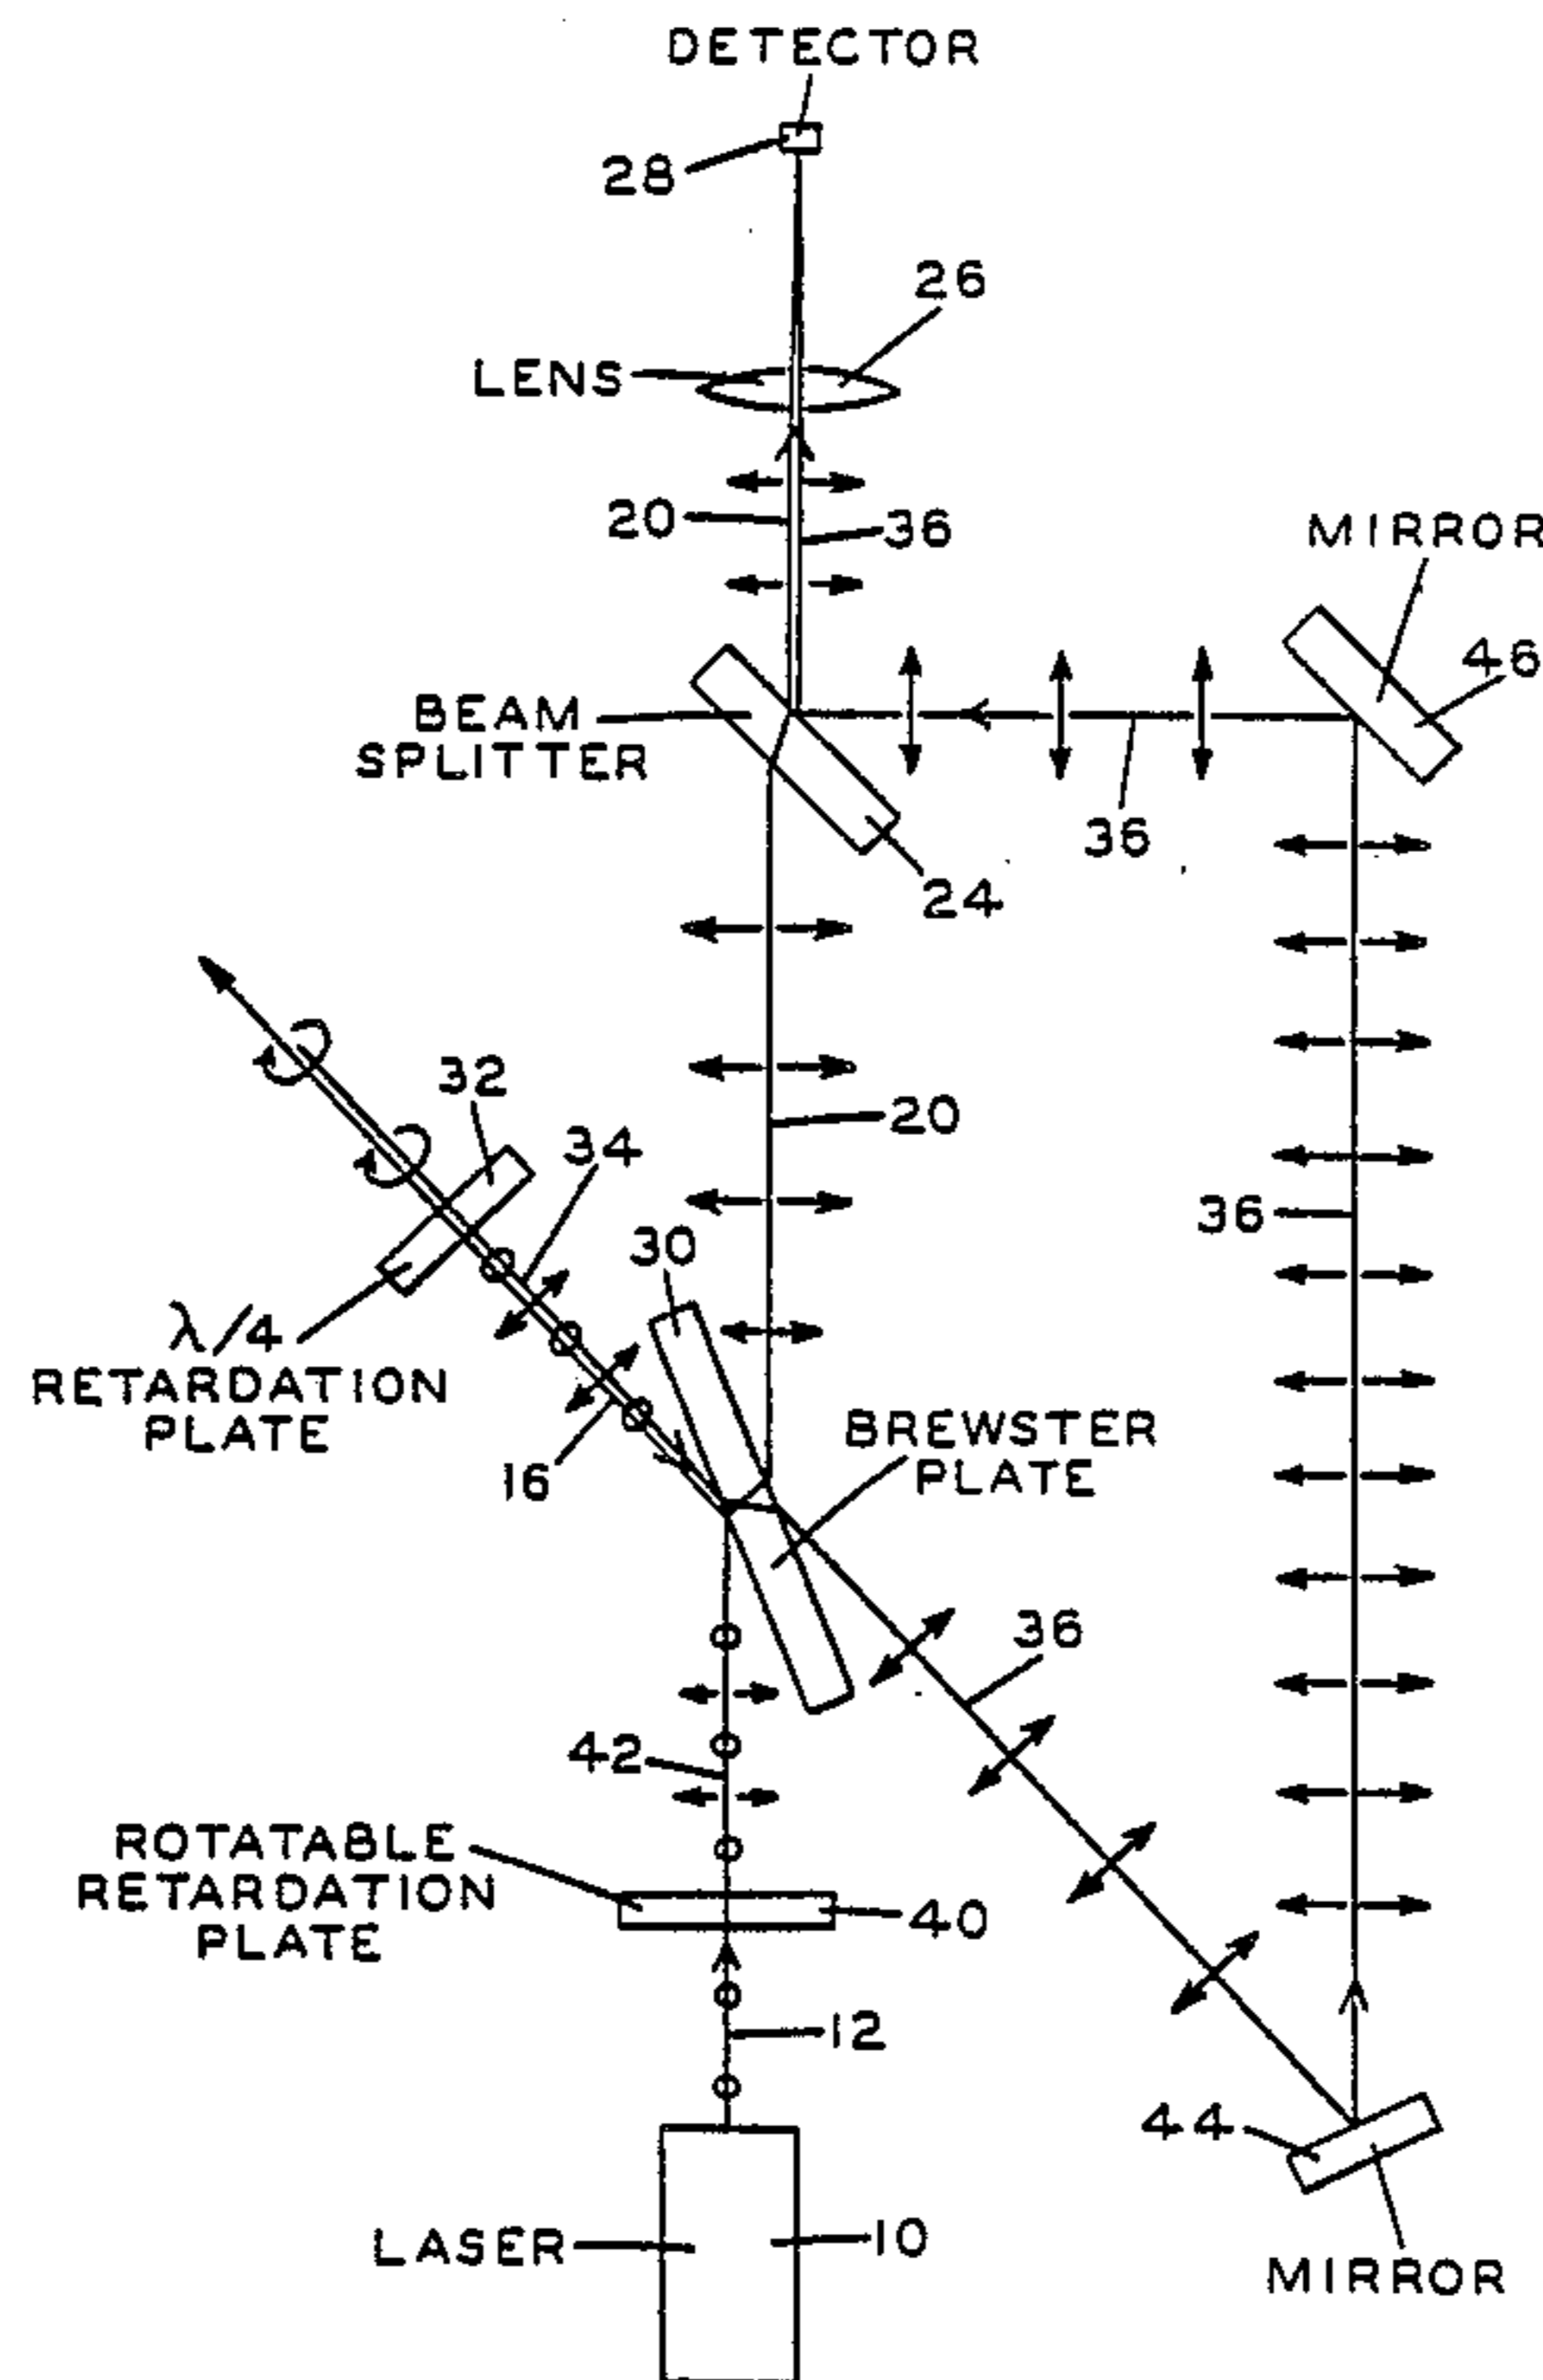 DETECTOR
28
26
LENS
20
36
MIRROR
46
BEAM
SPLITTER
36
24
32
34
20
36
30
λ/4
RETARDATION
PLATE
16
BREWSTER
PLATE
36
42
ROTATABLE
RETARDATION
PLATE
40
12
44
LASER
10
MIRROR